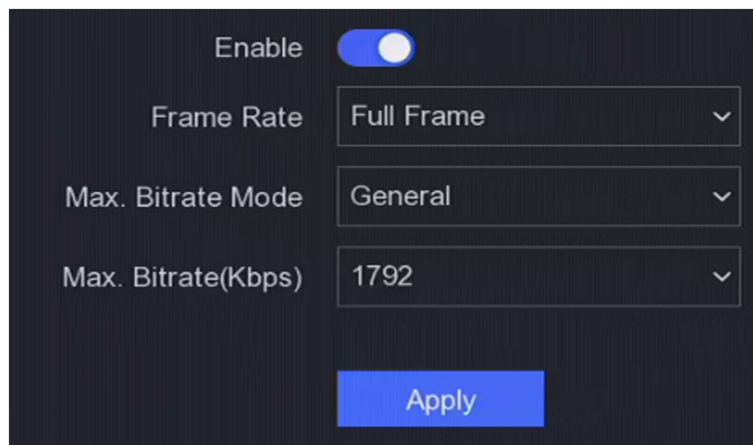 Enable
Frame Rate Full Frame
Max. Bitrate Mode General
Max. Bitrate(Kbps) 1792
Apply